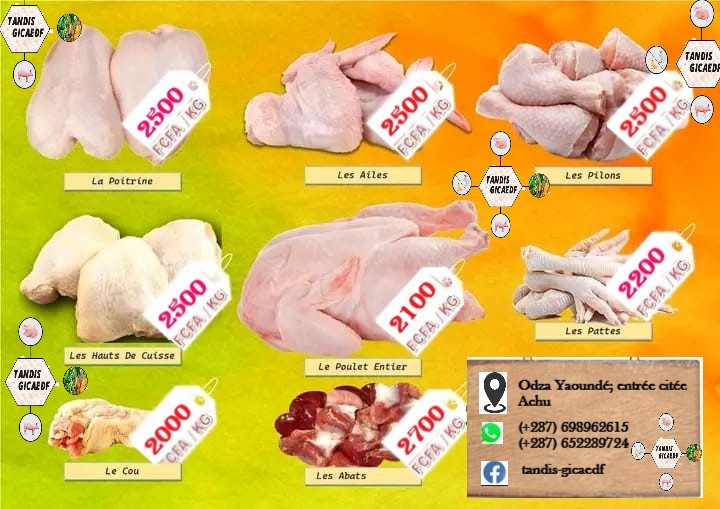 TANDIS
GICAEDF
TANDIS
GICAEDF
2500
FCFA /KG
2500
FCFA /KG
2500
FCFA /KG
La Poitrine
Les Ailes
Les Pilons
TANDIS
GICAEDF
2500
FCFA /KG
2100
FCFA /KG
2200
FCFA /KG
Les Hauts De Cuisse
Le Poulet Entier
Les Pattes
TANDIS
GICAEDF
2000
FCFA /KG
2700
FCFA /KG
Le Cou
Les Abats
Odza Yaoundé; entrée citée
Achu
(+287) 698962615
(+287) 652289724
tandis-gicaedf
TANDIS
GICAEDF